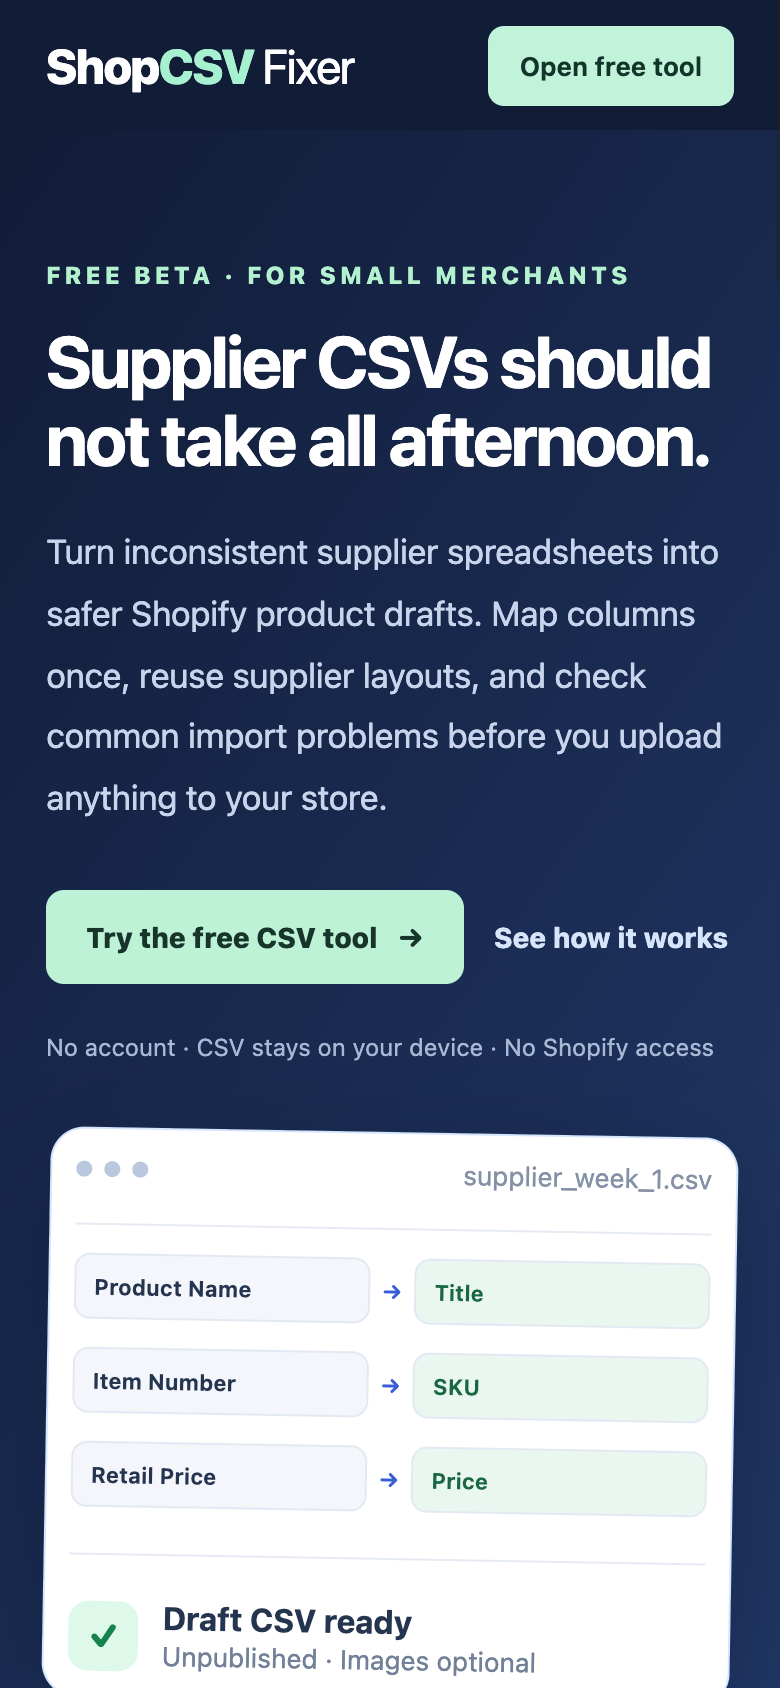 ShopCSV Fixer
Open free tool
FREE BETA · FOR SMALL MERCHANTS
Supplier CSVs should
not take all afternoon.
Turn inconsistent supplier spreadsheets into
safer Shopify product drafts. Map columns
once, reuse supplier layouts, and check
common import problems before you upload
anything to your store.
Try the free CSV tool →
See how it works
No account · CSV stays on your device · No Shopify access
supplier_week_1.csv
Product Name → Title
Item Number → SKU
Retail Price → Price
Draft CSV ready
Unpublished · Images optional